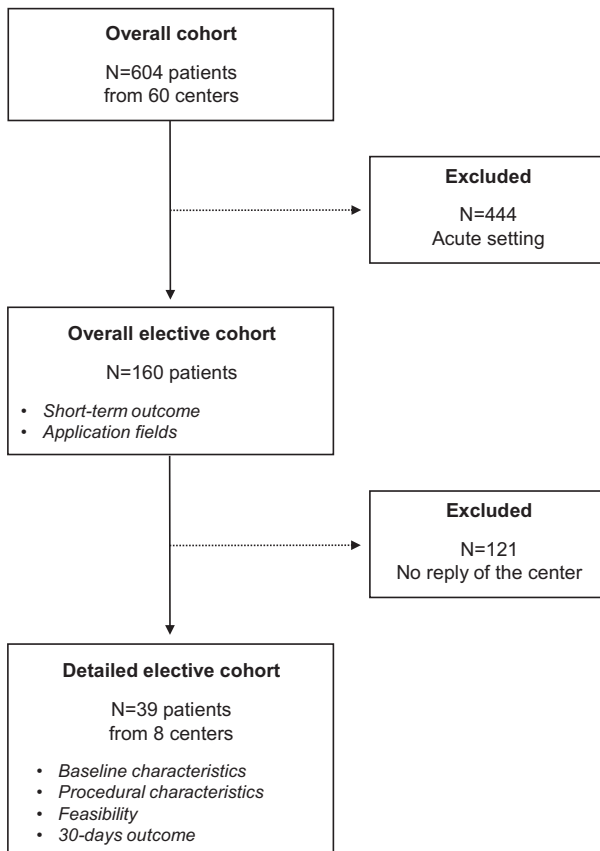 Overall cohort
N=604 patients
from 60 centers
Excluded
N=444
Acute setting
Overall elective cohort
N=160 patients
• Short-term outcome
• Application fields
Excluded
N=121
No reply of the center
Detailed elective cohort
N=39 patients
from 8 centers
• Baseline characteristics
• Procedural characteristics
• Feasibility
• 30-days outcome